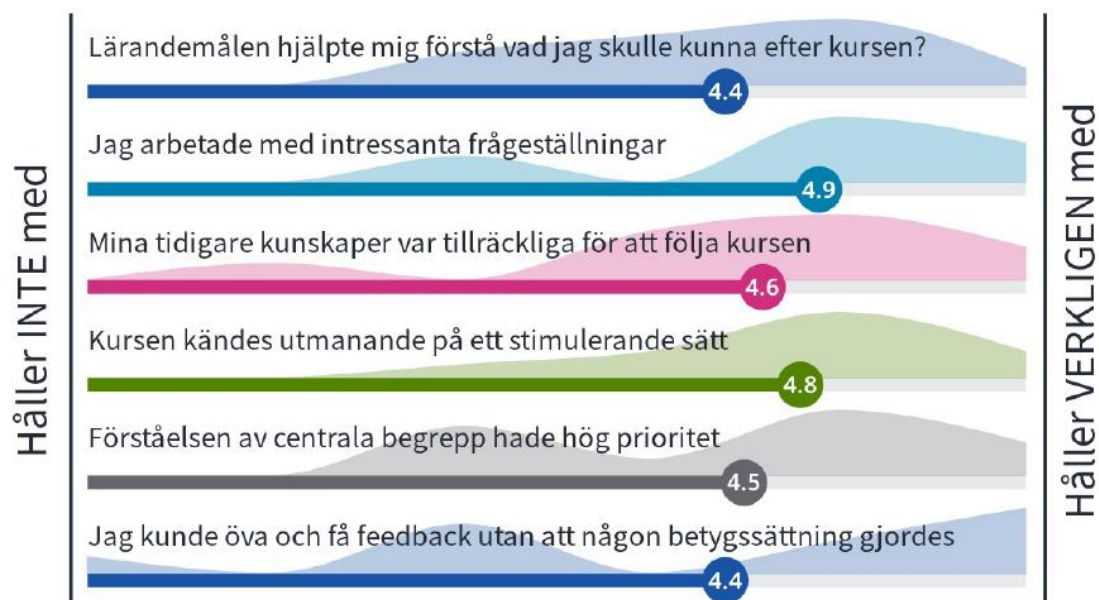 Håller INTE med
Lärandemålen hjälpte mig förstå vad jag skulle kunna efter kursen?
4.4
Jag arbetade med intressanta frågeställningar
4.9
Mina tidigare kunskaper var tillräckliga för att följa kursen
4.6
Kursen kändes utmanande på ett stimulerande sätt
4.8
Förståelsen av centrala begrepp hade hög prioritet
4.5
Jag kunde öva och få feedback utan att någon betygssättning gjordes
4.4
Håller VERKLIGEN med